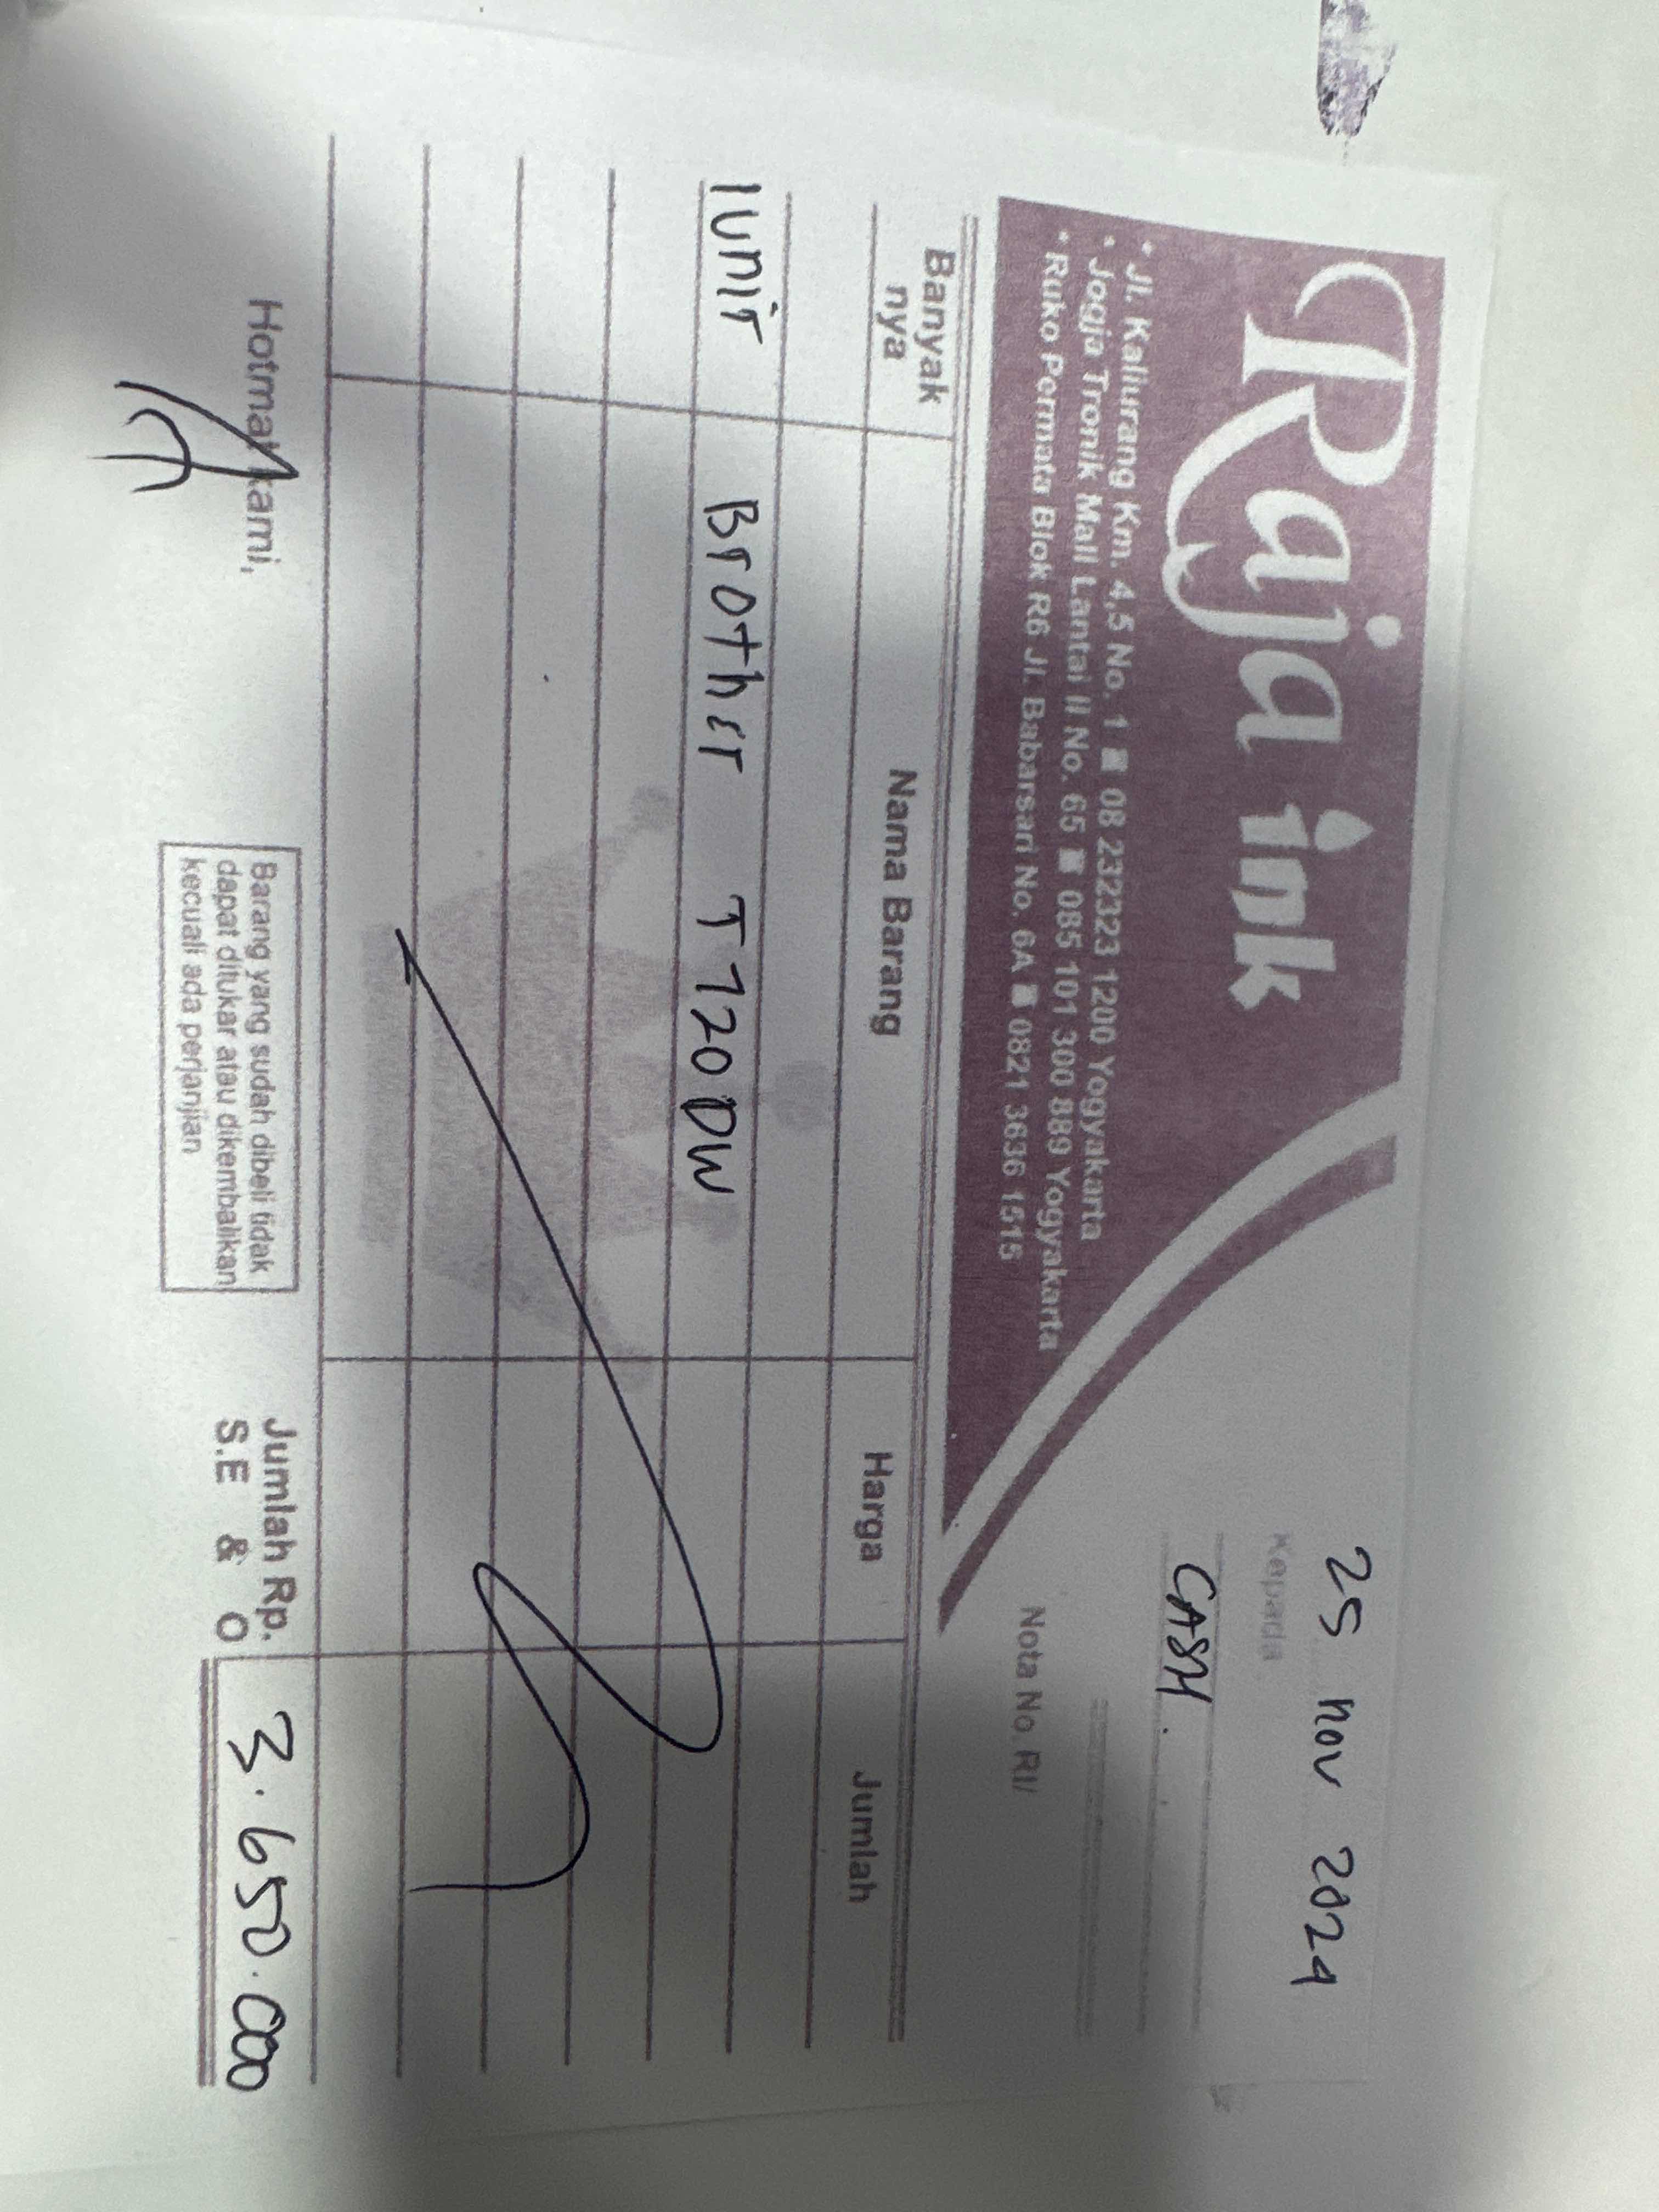 Raja ink
• Jl. Kaliurang Km. 4,5 No. 1 08 232323 1200 Yogyakarta
• Jogja Tronik Mall Lantai II No. 65 085 101 300 889 Yogyakarta
• Ruko Permata Blok R6 Jl. Babarsari No. 6A 0821 3636 1515
25 nov 2024
Kepada
CASH.
Nota No. RI/
Banyak
nya
Nama Barang
Harga
Jumlah
1 unit Brother T720DW
Hormat kami,
Barang yang sudah dibeli tidak
dapat ditukar atau dikembalikan
kecuali ada perjanjian
Jumlah Rp. 3.650.000
S.E & O